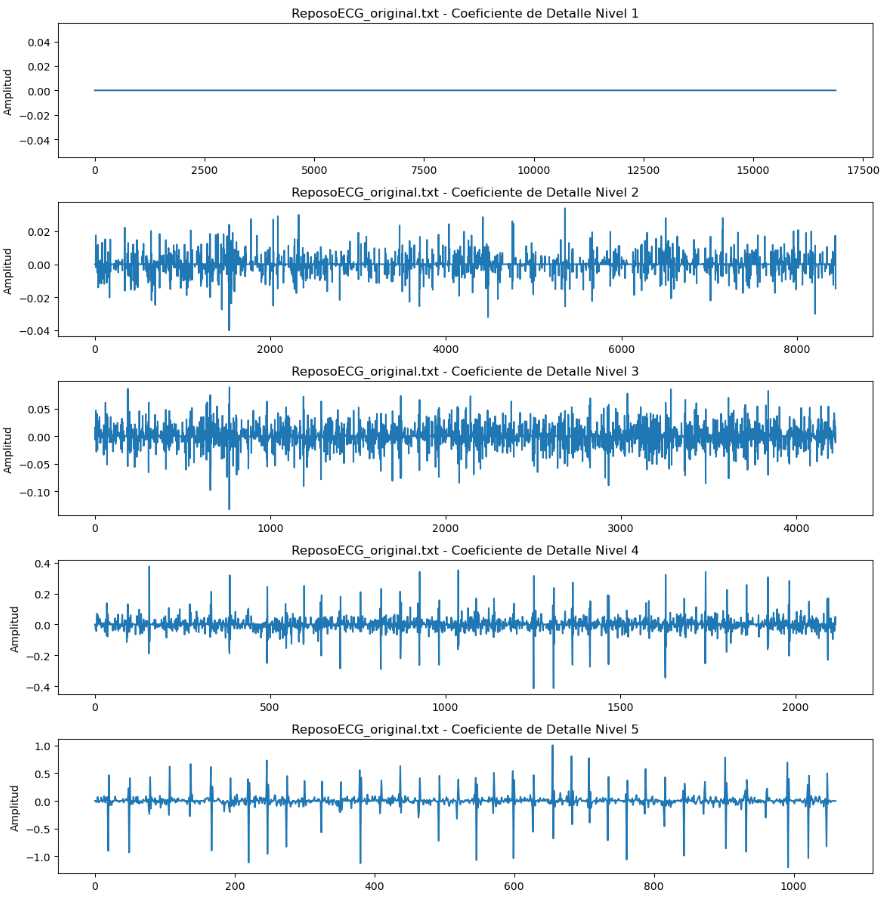 ReposoECG_original.txt - Coeficiente de Detalle Nivel 1
Amplitud
0.04
0.02
0.00
−0.02
−0.04
0 2500 5000 7500 10000 12500 15000 17500
ReposoECG_original.txt - Coeficiente de Detalle Nivel 2
Amplitud
0.02
0.00
−0.02
−0.04
0 2000 4000 6000 8000
ReposoECG_original.txt - Coeficiente de Detalle Nivel 3
Amplitud
0.05
0.00
−0.05
−0.10
0 1000 2000 3000 4000
ReposoECG_original.txt - Coeficiente de Detalle Nivel 4
Amplitud
0.4
0.2
0.0
−0.2
−0.4
0 500 1000 1500 2000
ReposoECG_original.txt - Coeficiente de Detalle Nivel 5
Amplitud
1.0
0.5
0.0
−0.5
−1.0
0 200 400 600 800 1000